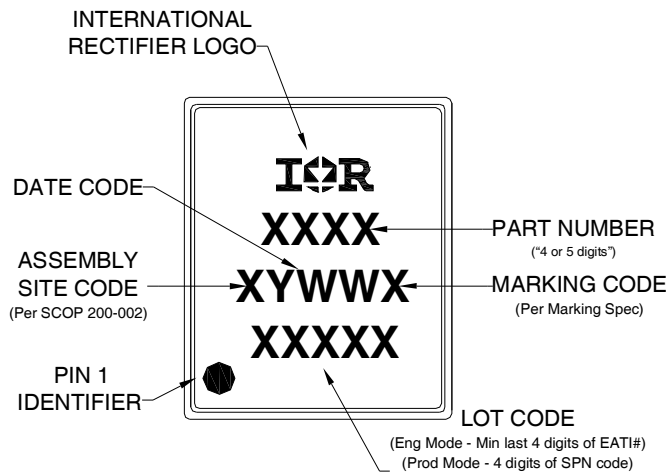 INTERNATIONAL
RECTIFIER LOGO
IOR
DATE CODE
XXXX
PART NUMBER
(“4 or 5 digits”)
ASSEMBLY
SITE CODE
(Per SCOP 200-002)
XYWWX
MARKING CODE
(Per Marking Spec)
XXXXX
PIN 1
IDENTIFIER
LOT CODE
(Eng Mode - Min last 4 digits of EATI#)
(Prod Mode - 4 digits of SPN code)